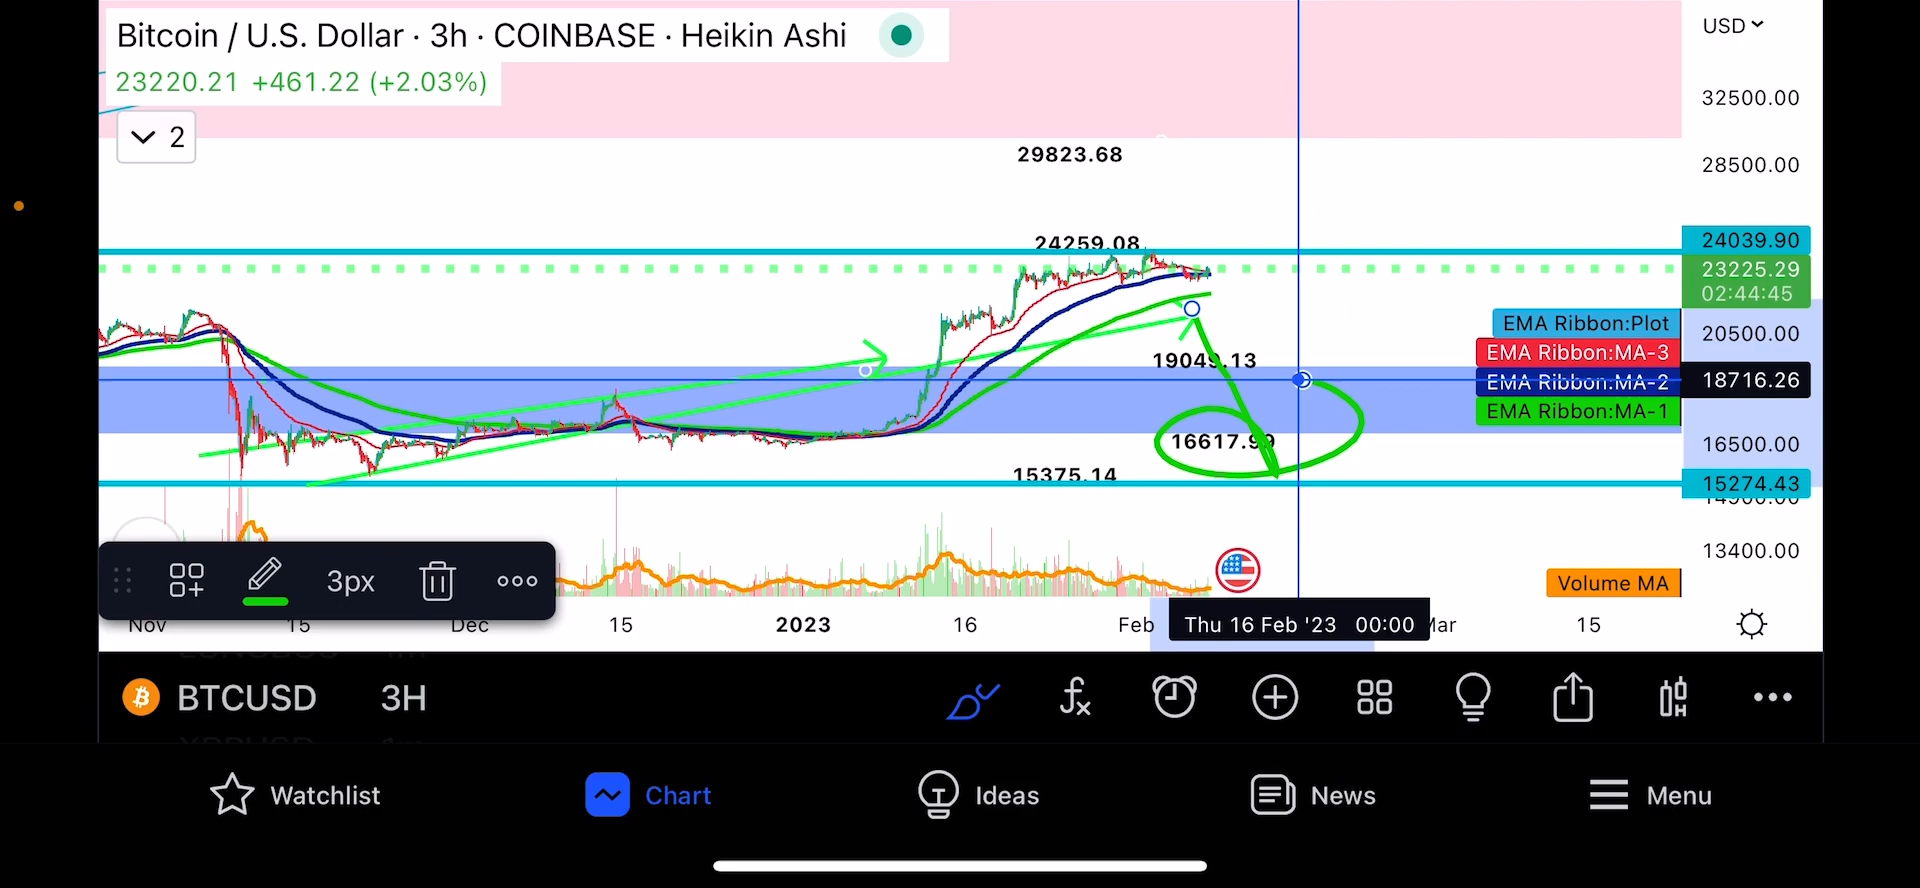 Bitcoin / U.S. Dollar · 3h · COINBASE · Heikin Ashi
USD
23220.21 +461.22 (+2.03%)
32500.00
2
29823.68
28500.00
24259.08
24039.90
23225.29
02:44:45
EMA Ribbon:Plot
20500.00
EMA Ribbon:MA-3
19049.13
EMA Ribbon:MA-2
18716.26
EMA Ribbon:MA-1
16617.99
16500.00
15375.14
15274.43
13400.00
3px
Volume MA
Nov 15 Dec 15 2023 16 Feb Thu 16 Feb '23 00:00 Mar 15
BTCUSD 3H
Watchlist Chart Ideas News Menu